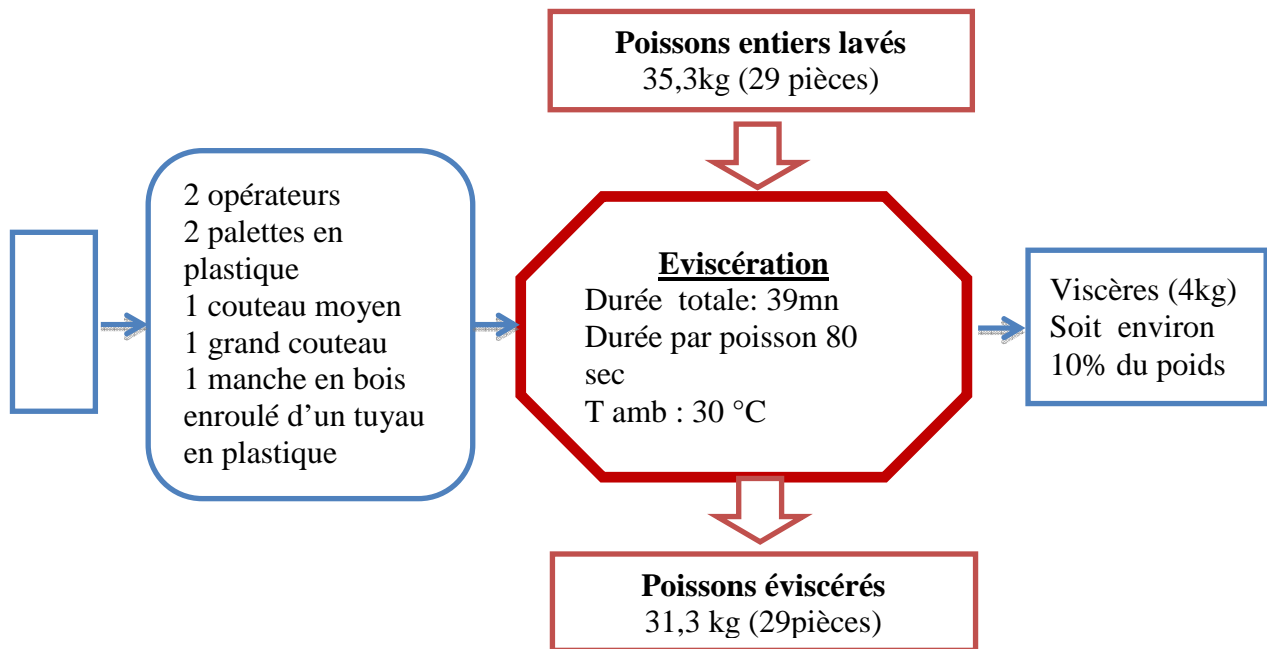 Poissons entiers lavés
35,3kg (29 pièces)
2 opérateurs
2 palettes en
plastique
1 couteau moyen
1 grand couteau
1 manche en bois
enroulé d’un tuyau
en plastique
Eviscération
Durée totale: 39mn
Durée par poisson 80
sec
T amb : 30 °C
Viscères (4kg)
Soit environ
10% du poids
Poissons éviscérés
31,3 kg (29pièces)